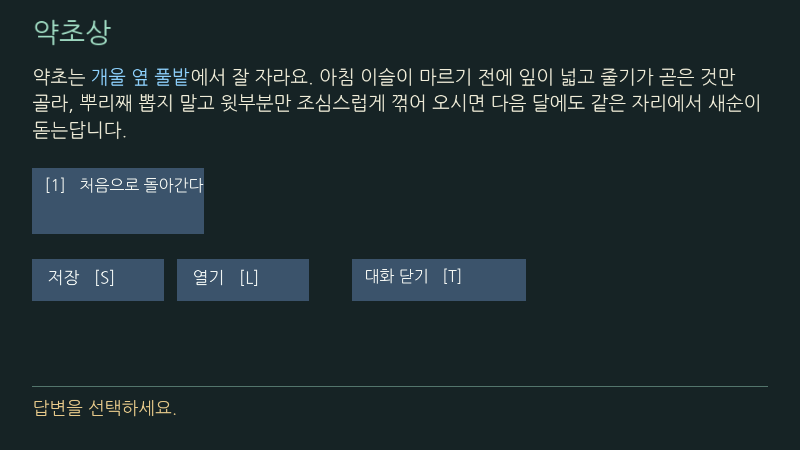 약초상
약초는 개울 옆 풀밭에서 잘 자라요. 아침 이슬이 마르기 전에 잎이 넓고 줄기가 곧은 것만
골라, 뿌리째 뽑지 말고 윗부분만 조심스럽게 꺾어 오시면 다음 달에도 같은 자리에서 새순이
돋는답니다.
[1] 처음으로 돌아간다
저장 [S] 열기 [L] 대화 닫기 [T]
답변을 선택하세요.